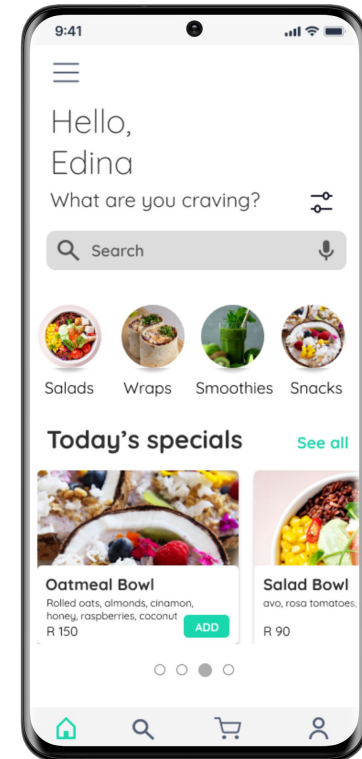 9:41
Hello,
Edina
What are you craving?
Search
Salads Wraps Smoothies Snacks
Today's specials See all
Oatmeal Bowl
Rolled oats, almonds, cinamon,
honey, raspberries, coconut
R 150 ADD
Salad Bowl
avo, rosa tomatoes,
R 90